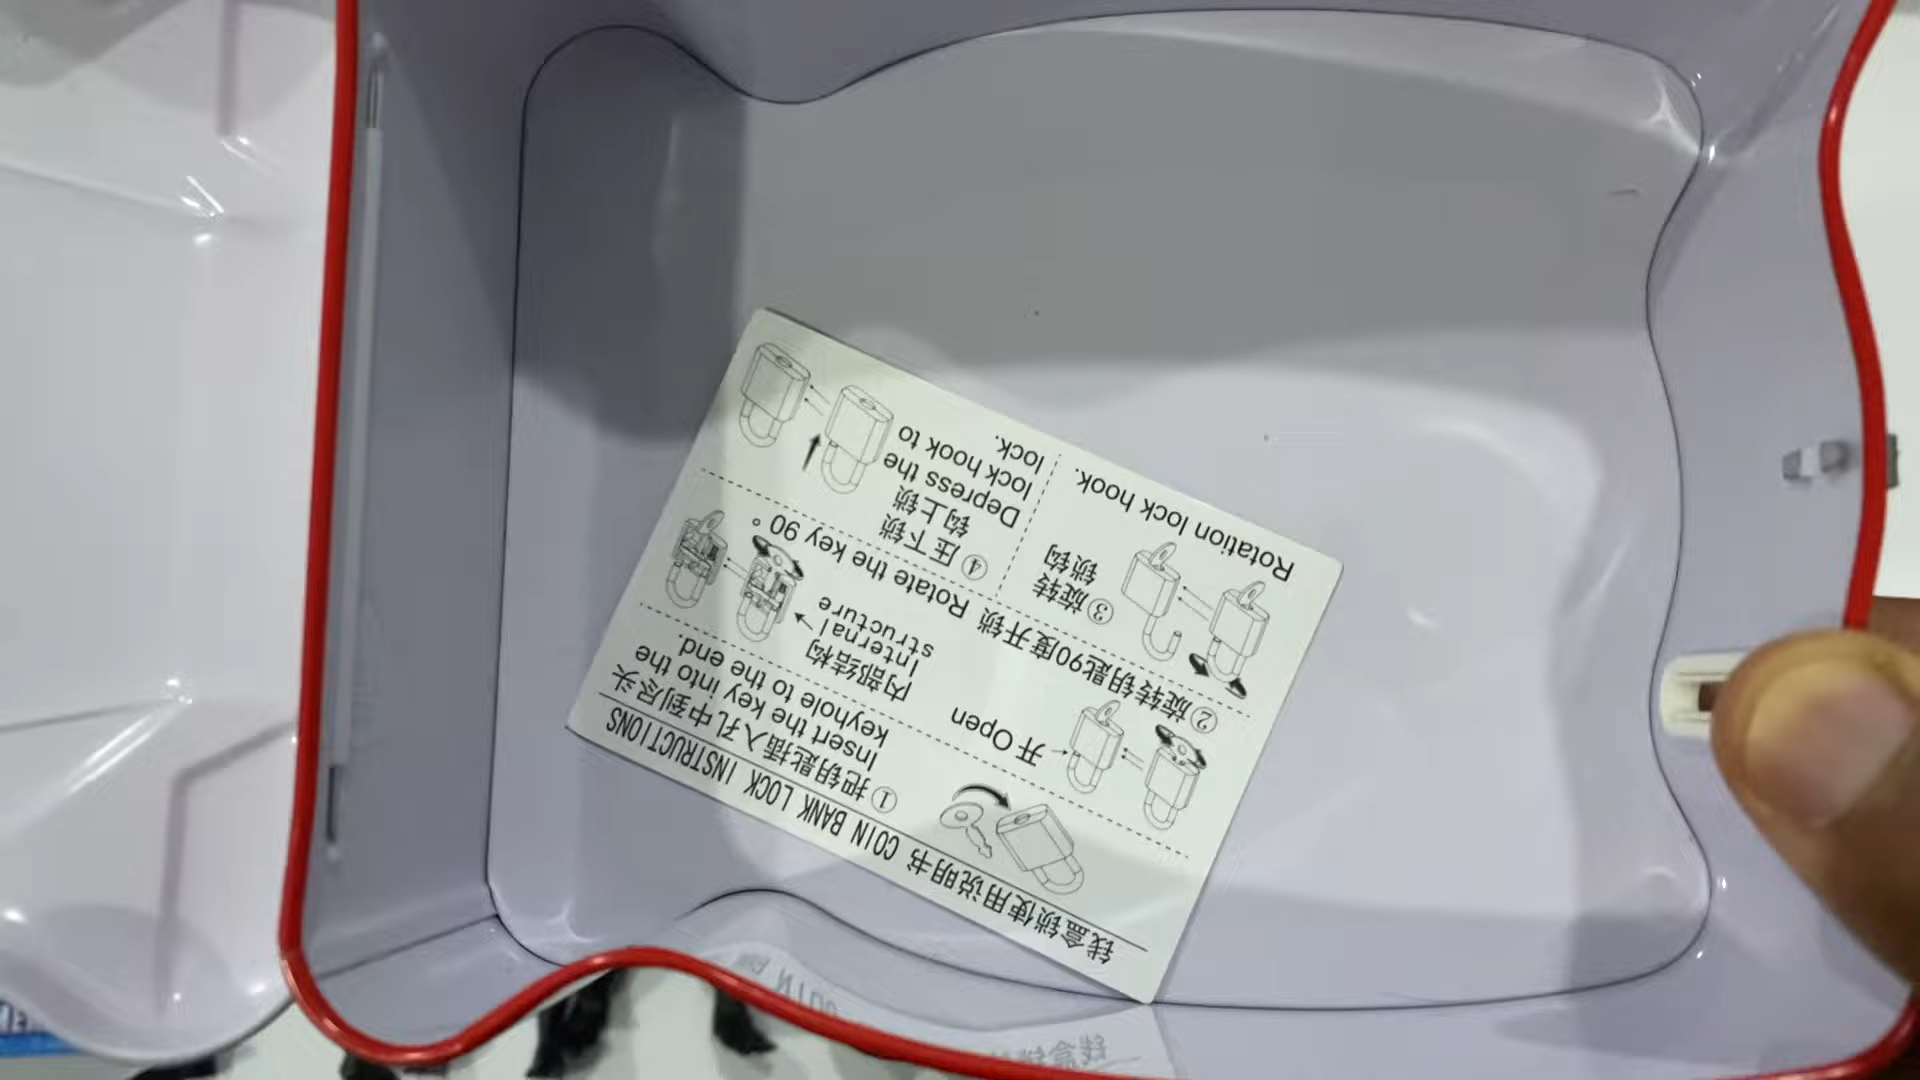 钱盒锁使用说明书 COIN BANK LOCK INSTRUCTIONS
①把钥匙插入孔中到尽头
Insert the key into the
keyhole to the end.
②旋转钥匙90度开锁 Rotate the key 90°
开 Open
内部结构
Internal
structure
③旋转
锁钩
Rotation lock hook.
④压下锁
钩上锁
Depress the
lock hook to
lock.